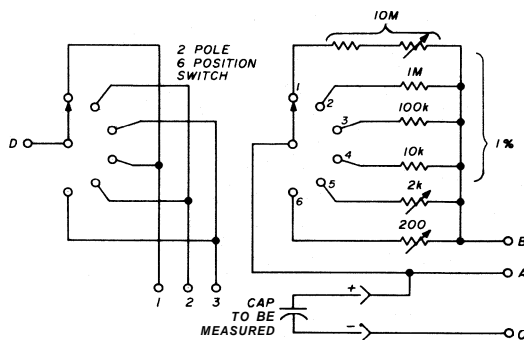 10M
2 POLE
6 POSITION
SWITCH
1
2
1M
3
100k
1%
D
4
10k
5
2k
6
200
B
A
1 2 3
CAP
TO BE
MEASURED
+
-
C